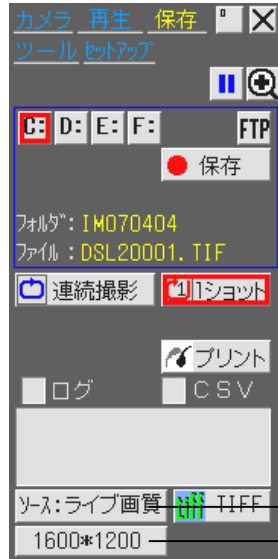 カメラ 再生 保存
ツール ｾｯﾄｱｯﾌﾟ
C: D: E: F: FTP
保存
ﾌｫﾙﾀﾞ: IM070404
ﾌｧｲﾙ : DSL20001. TIF
連続撮影 1 1ｼｮｯﾄ
プリント
ログ CSV
ｿｰｽ:ライブ画質 tiff TIFF
1600*1200